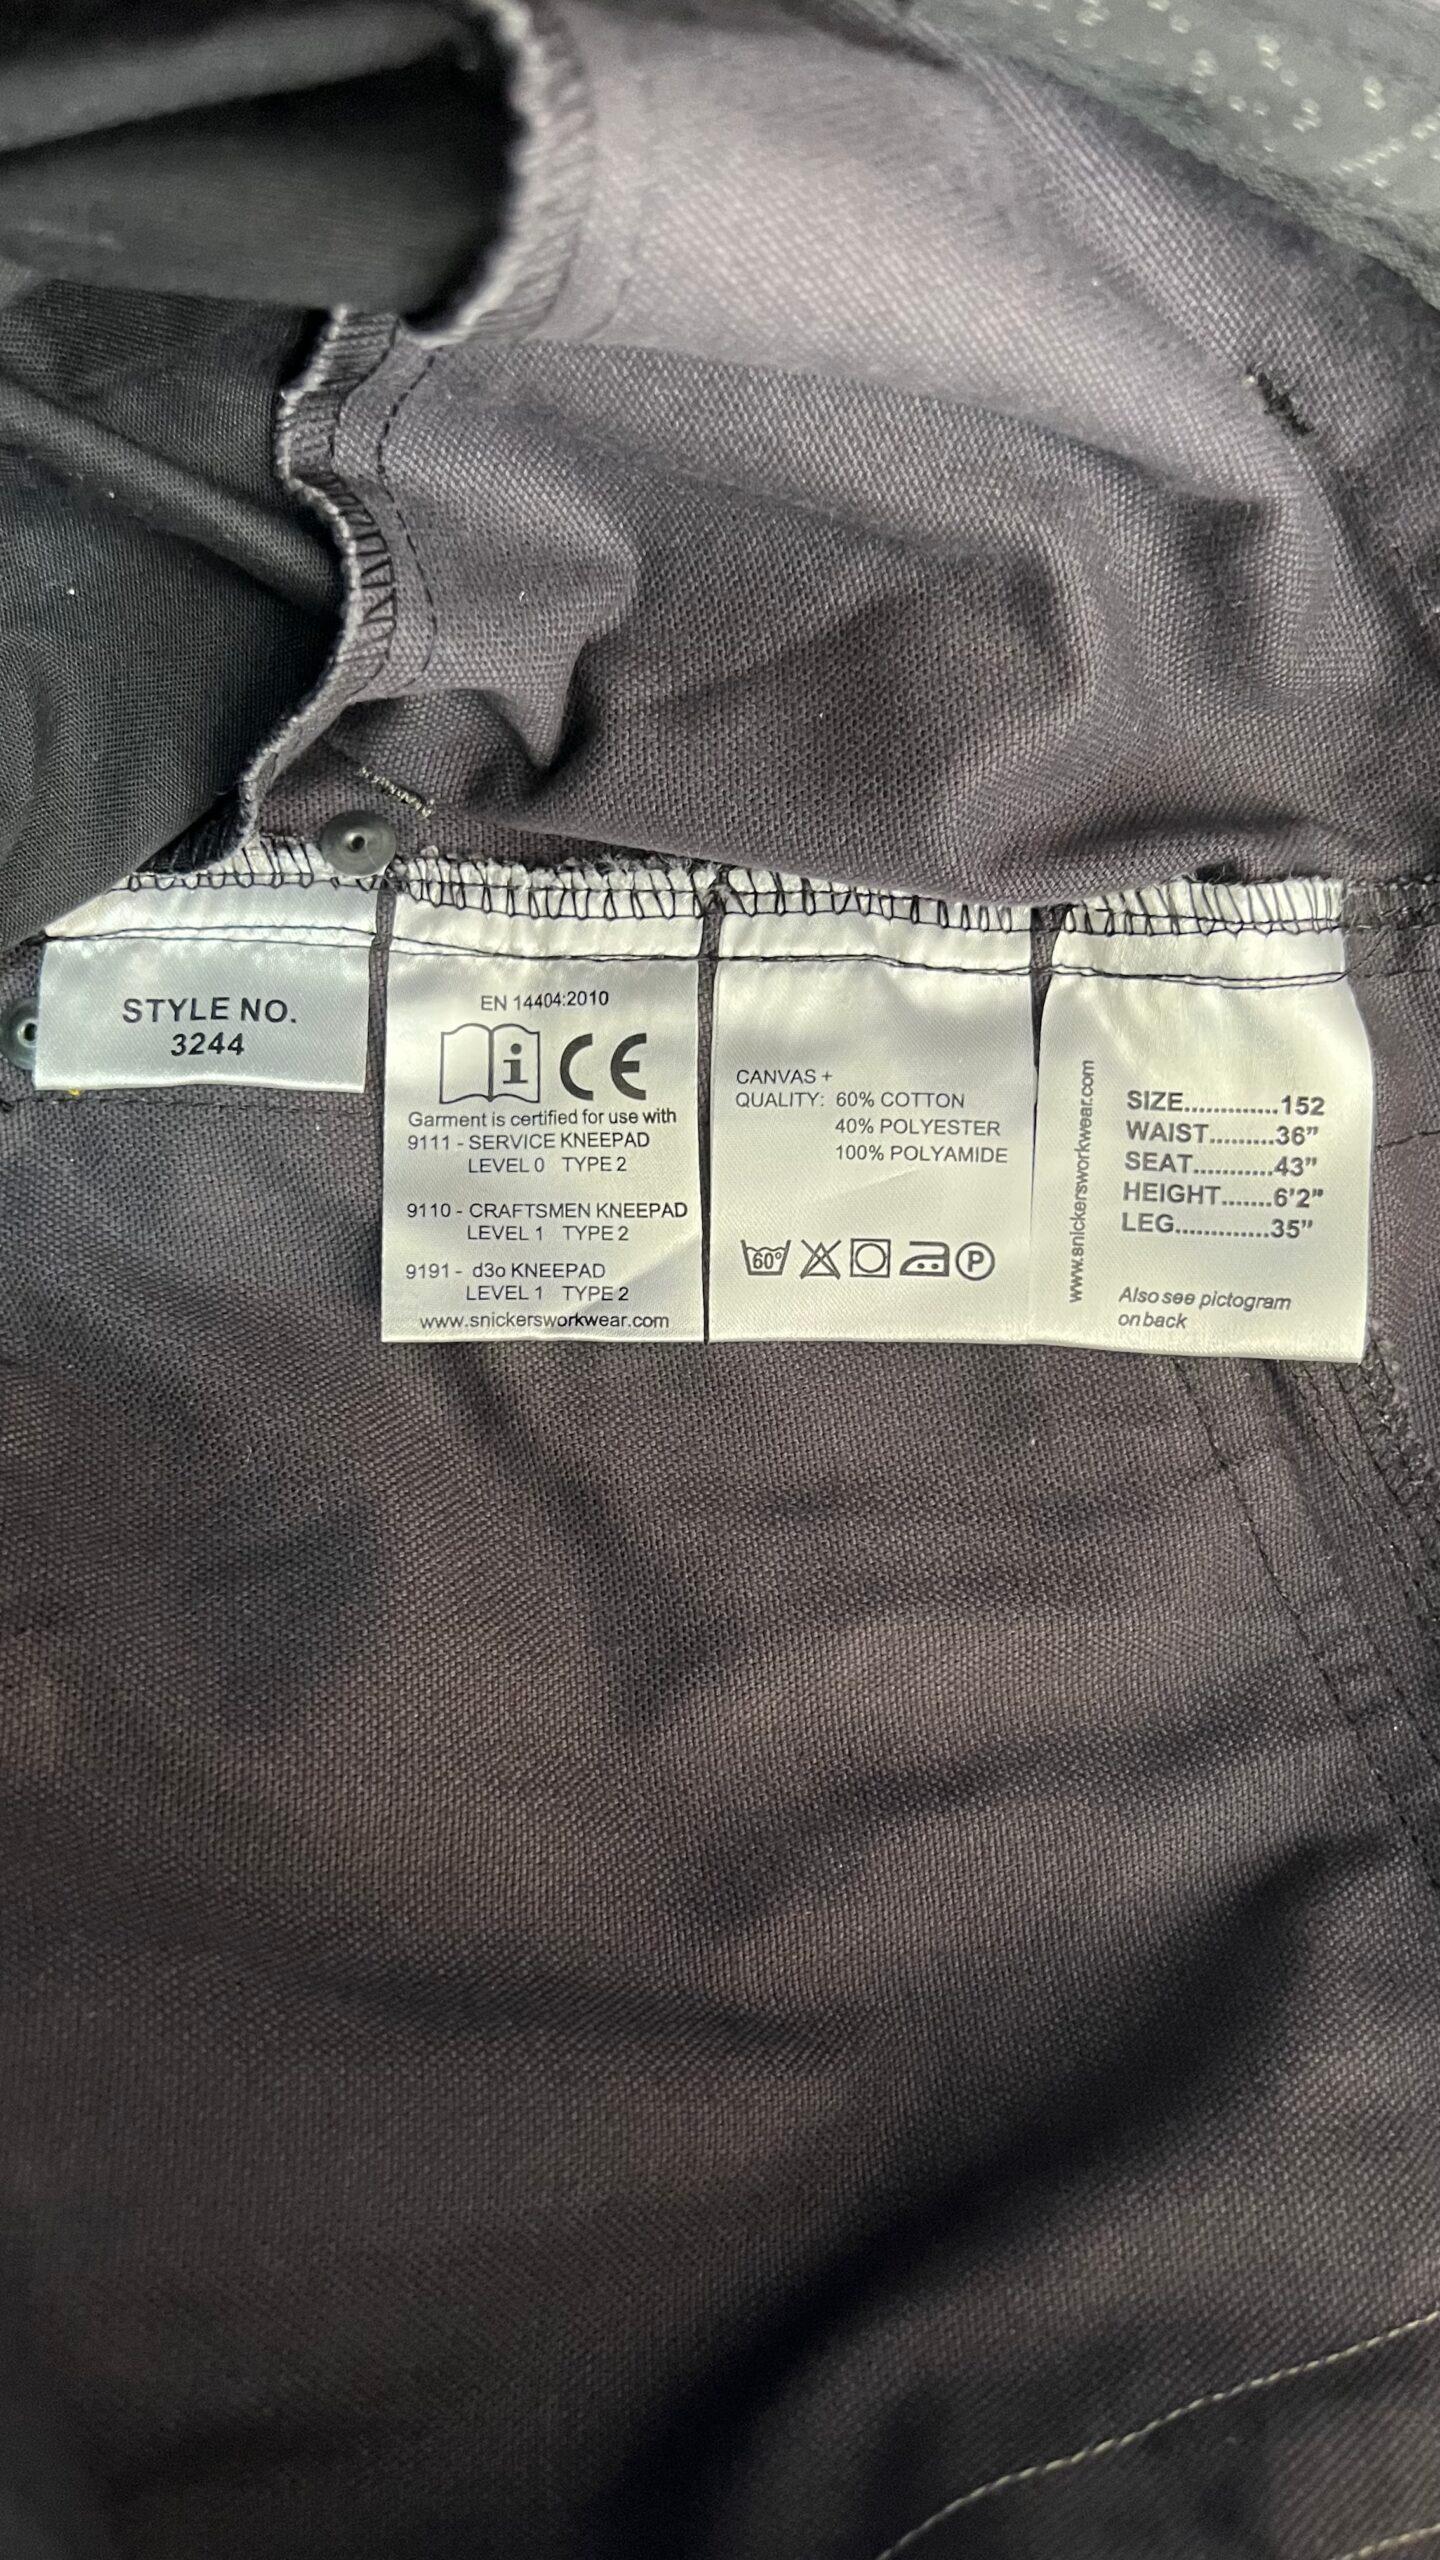 STYLE NO.
3244
EN 14404:2010
i CE
Garment is certified for use with
9111 - SERVICE KNEEPAD
LEVEL 0 TYPE 2
9110 - CRAFTSMEN KNEEPAD
LEVEL 1 TYPE 2
9191 - d3o KNEEPAD
LEVEL 1 TYPE 2
www.snickersworkwear.com
CANVAS +
QUALITY: 60% COTTON
40% POLYESTER
100% POLYAMIDE
60° P
www.snickersworkwear.com
SIZE.............152
WAIST.........36”
SEAT...........43”
HEIGHT.......6’2”
LEG.............35”
Also see pictogram
on back